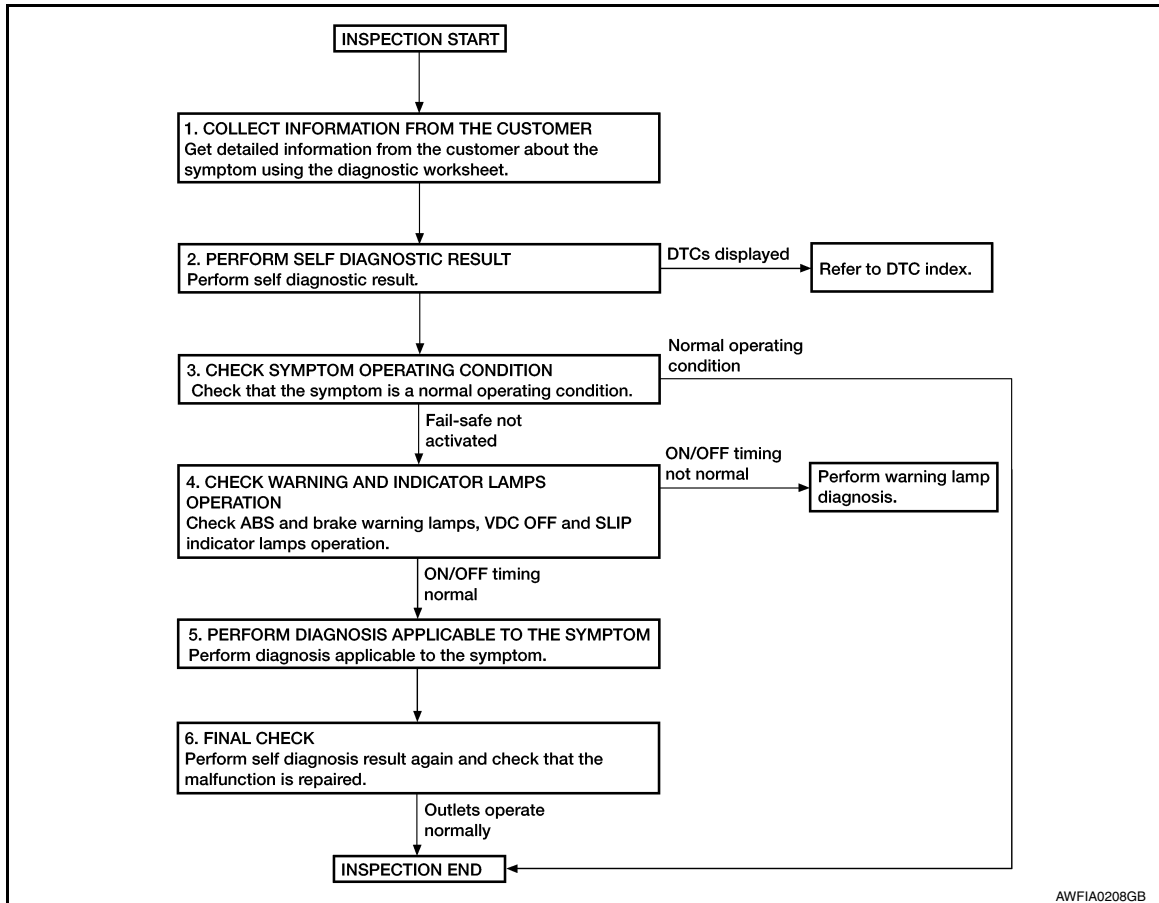 INSPECTION START
1. COLLECT INFORMATION FROM THE CUSTOMER
Get detailed information from the customer about the
symptom using the diagnostic worksheet.
2. PERFORM SELF DIAGNOSTIC RESULT
Perform self diagnostic result.
DTCs displayed
Refer to DTC index.
3. CHECK SYMPTOM OPERATING CONDITION
Check that the symptom is a normal operating condition.
Normal operating
condition
Fail-safe not
activated
4. CHECK WARNING AND INDICATOR LAMPS
OPERATION
Check ABS and brake warning lamps, VDC OFF and SLIP
indicator lamps operation.
ON/OFF timing
not normal
Perform warning lamp
diagnosis.
ON/OFF timing
normal
5. PERFORM DIAGNOSIS APPLICABLE TO THE SYMPTOM
Perform diagnosis applicable to the symptom.
6. FINAL CHECK
Perform self diagnosis result again and check that the
malfunction is repaired.
Outlets operate
normally
INSPECTION END
AWFIA0208GB